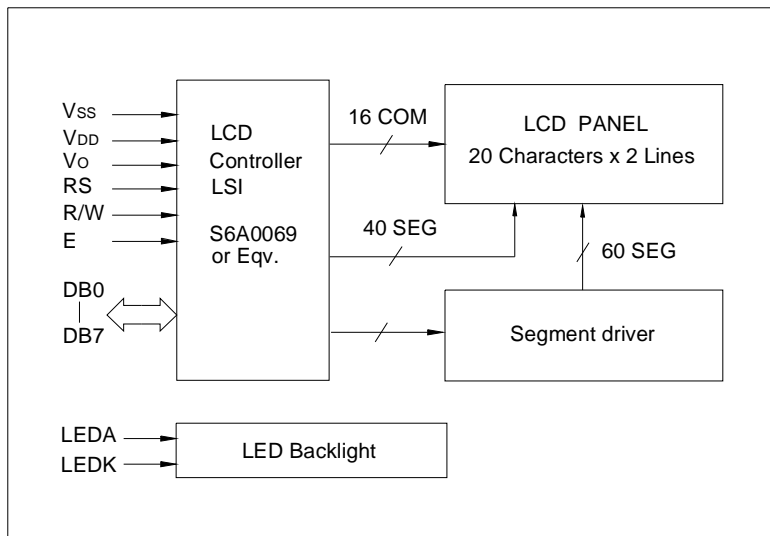 VSS
VDD
VO
RS
R/W
E
DB0
DB7
LCD
Controller
LSI
S6A0069
or Eqv.
16 COM
40 SEG
LCD PANEL
20 Characters x 2 Lines
60 SEG
Segment driver
LEDA
LEDK
LED Backlight